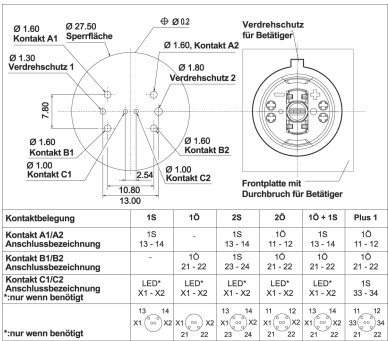 Ø 1.60
Kontakt A1
Ø 27.50
Sperrfläche
Ø 0.2
Ø 1.60, Kontakt A2
Ø 1.30
Verdrehschutz 1
Ø 1.80
Verdrehschutz 2
7.80
Ø 1.60
Kontakt B1
Ø 1.00
Kontakt C1
Ø 1.60
Kontakt B2
Ø 1.00
Kontakt C2
2.54
10.80
13.00
Verdrehschutz
für Betätiger
Frontplatte mit
Durchbruch für Betätiger
Kontaktbelegung 1S 1Ö 2S 2Ö 1Ö + 1S Plus 1
Kontakt A1/A2 1S - 1S 1Ö 1S 1Ö
Anschlussbezeichnung 13 - 14 13 - 14 11 - 12 13 - 14 11 - 12
Kontakt B1/B2 - 1Ö 1S 1Ö 1Ö 1Ö
Anschlussbezeichnung 21 - 22 23 - 24 21 - 22 21 - 22 21 - 22
Kontakt C1/C2 LED* LED* LED* LED* LED* 1S
Anschlussbezeichnung X1 - X2 X1 - X2 X1 - X2 X1 - X2 X1 - X2 33 - 34
*:nur wenn benötigt
13 14 13 14 11 12 13 14 11 12
X1 X2 X1 X2 X1 X2 X1 X2 X1 X2 33 34
*:nur wenn benötigt 21 22 23 24 21 22 21 22 21 22